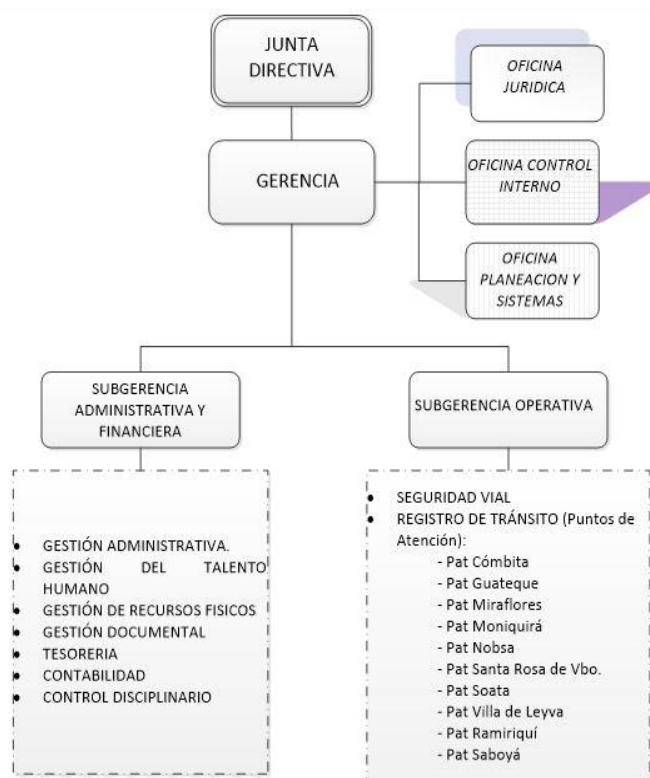 JUNTA
DIRECTIVA
OFICINA
JURIDICA
GERENCIA
OFICINA CONTROL
INTERNO
OFICINA
PLANEACION Y
SISTEMAS
SUBGERENCIA
ADMINISTRATIVA Y
FINANCIERA
SUBGERENCIA OPERATIVA
• GESTIÓN ADMINISTRATIVA.
• GESTIÓN DEL TALENTO
HUMANO
• GESTIÓN DE RECURSOS FISICOS
• GESTIÓN DOCUMENTAL
• TESORERIA
• CONTABILIDAD
• CONTROL DISCIPLINARIO
• SEGURIDAD VIAL
• REGISTRO DE TRÁNSITO (Puntos de
Atención):
- Pat Cómbita
- Pat Guateque
- Pat Miraflores
- Pat Moniquirá
- Pat Nobsa
- Pat Santa Rosa de Vbo.
- Pat Soata
- Pat Villa de Leyva
- Pat Ramiriquí
- Pat Saboyá